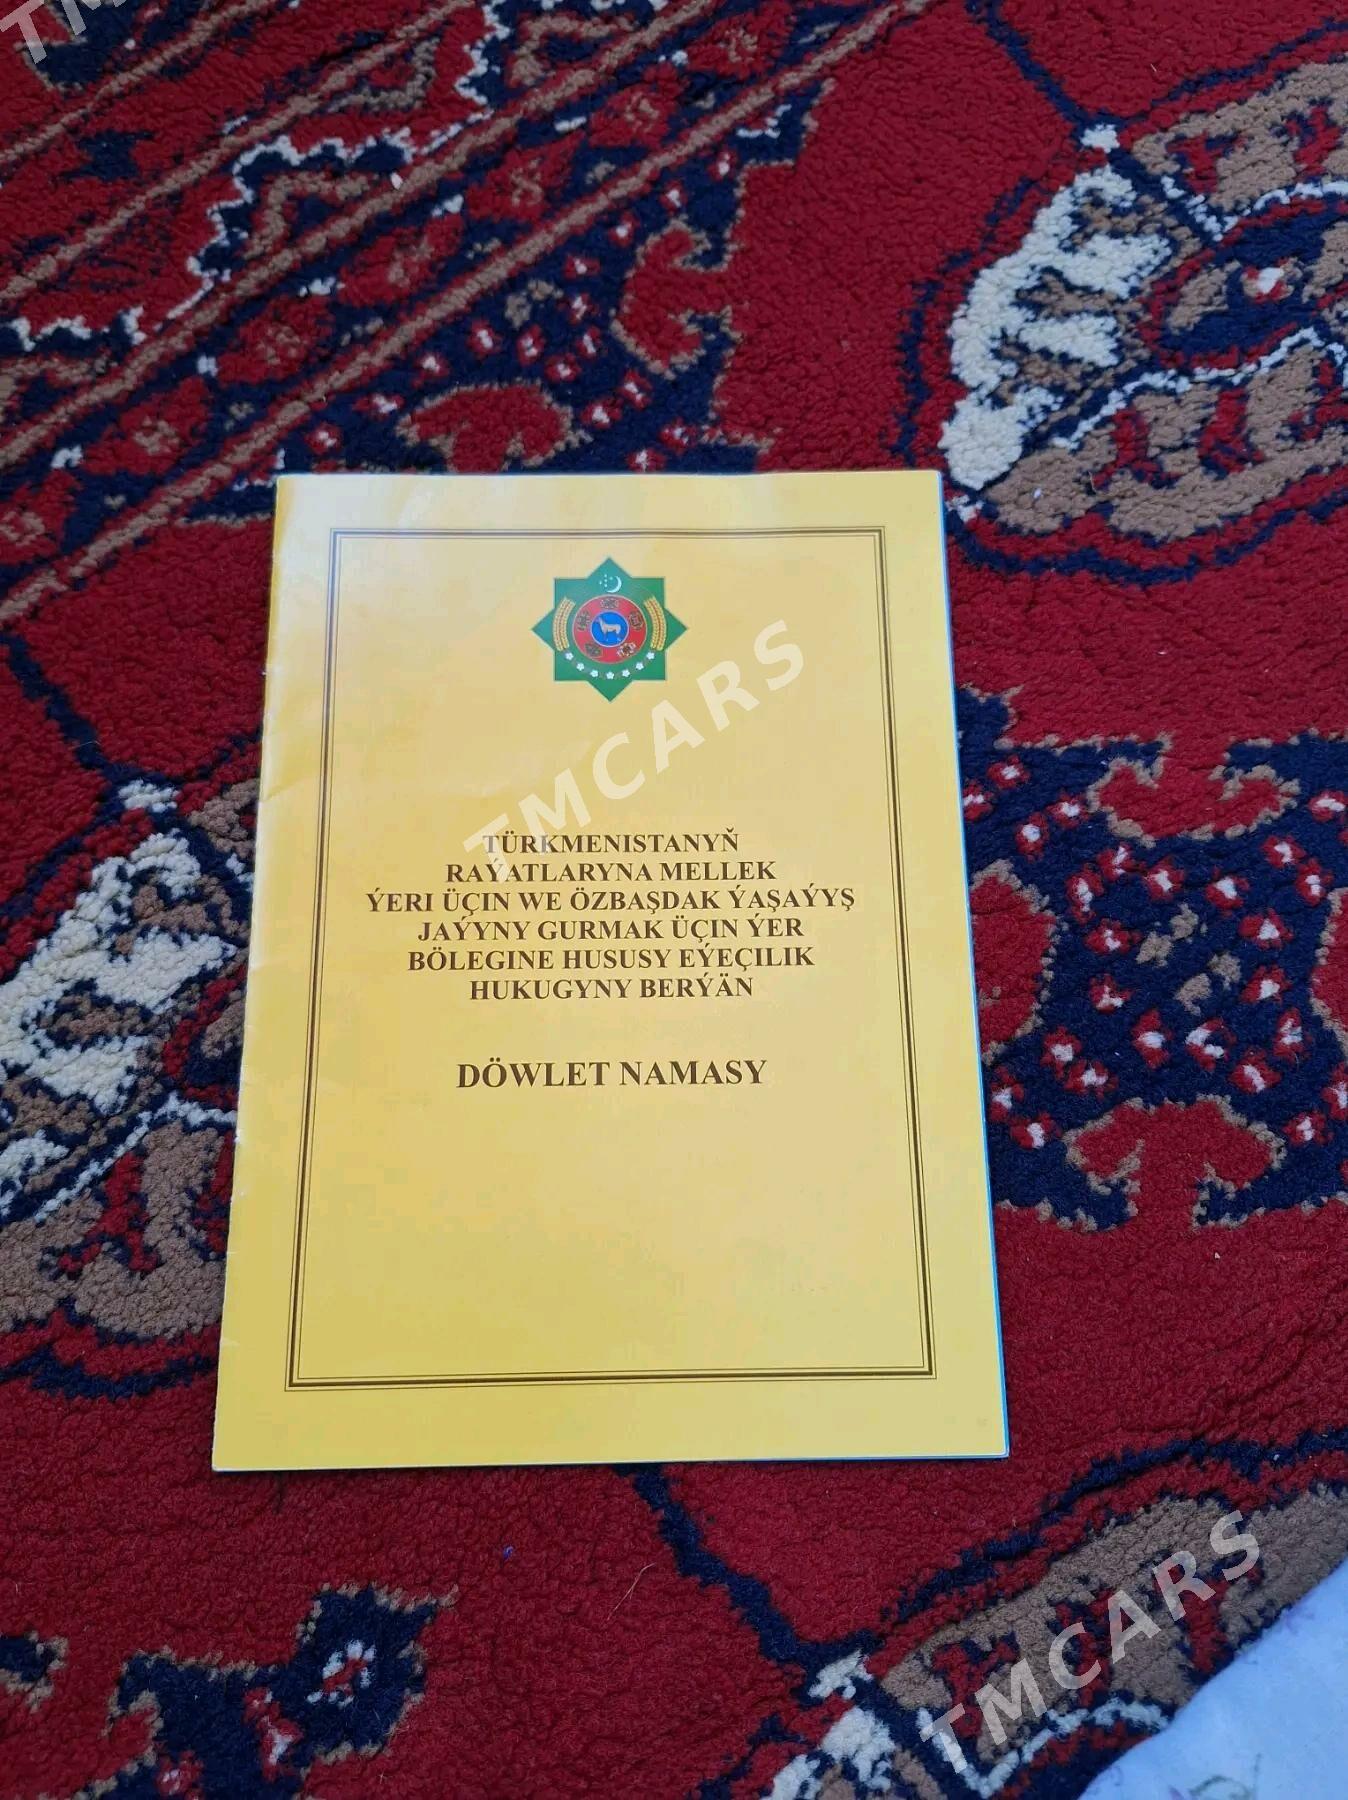 TÜRKMENISTANYŇ
RAÝATLARYNA MELLEK
ÝERI ÜÇIN WE ÖZBAŞDAK ÝAŞAÝYŞ
JAÝYNY GURMAK ÜÇIN ÝER
BÖLEGINE HUSUSY EÝEÇILIK
HUKUGYNY BERÝÄN
DÖWLET NAMASY
TMCARS
TMCARS